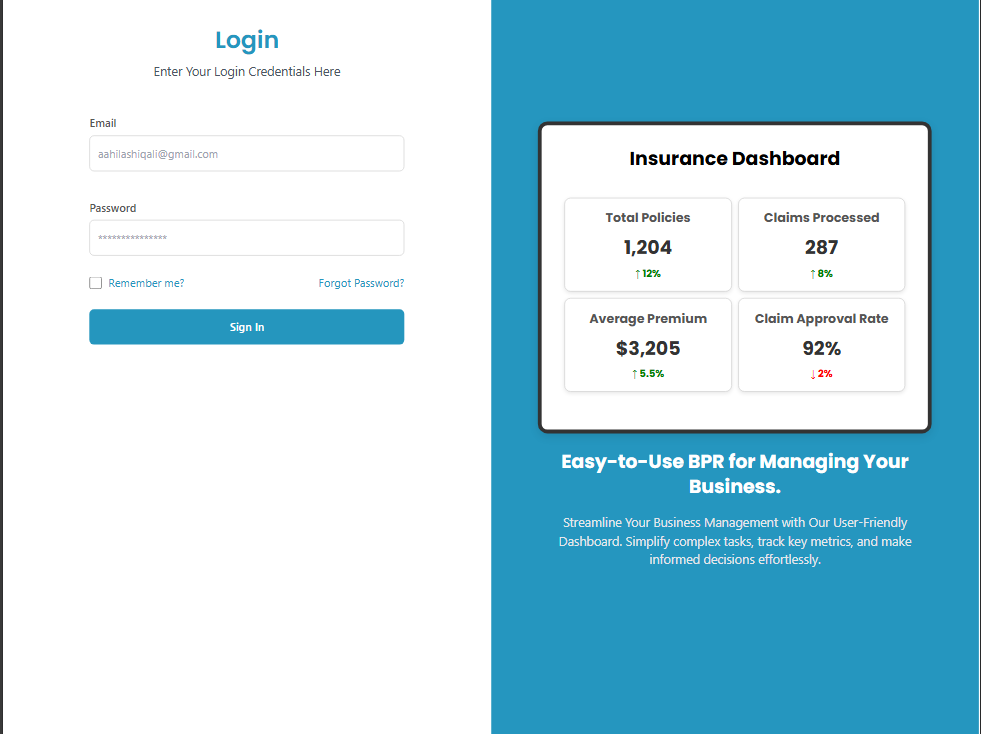 Login
Enter Your Login Credentials Here
Email
aahilashiqali@gmail.com
Password
***************
Remember me?
Forgot Password?
Sign In
Insurance Dashboard
Total Policies
1,204
↑12%
Claims Processed
287
↑8%
Average Premium
$3,205
↑5.5%
Claim Approval Rate
92%
↓2%
Easy-to-Use BPR for Managing Your
Business.
Streamline Your Business Management with Our User-Friendly
Dashboard. Simplify complex tasks, track key metrics, and make
informed decisions effortlessly.